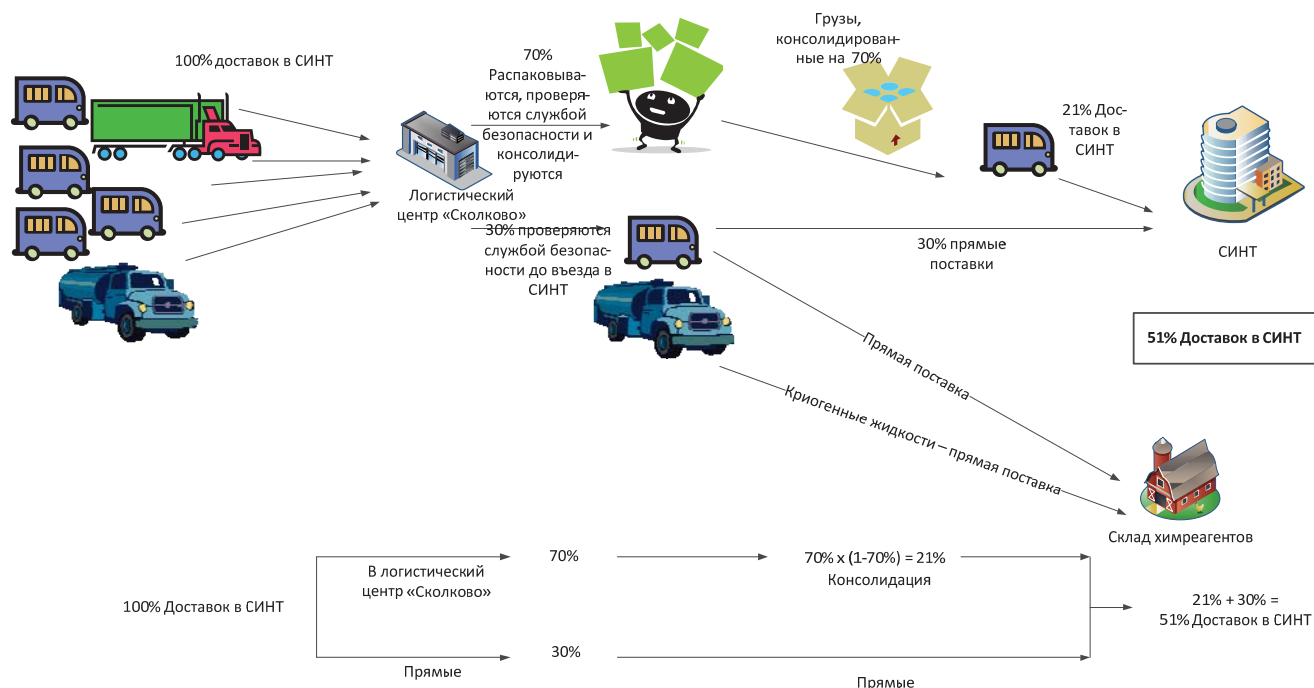 100% доставок в СИНТ
70%
Распаковыва-
ются, проверя-
ются службой
безопасности и
консолиди-
руются
Грузы,
консолидирован-
ные на 70%
21% Дос-
тавок в
СИНТ
Логистический
центр «Сколково»
30% проверяются
службой безопас-
ности до въезда в
СИНТ
30% прямые
поставки
СИНТ
51% Доставок в СИНТ
Прямая поставка
Криогенные жидкости – прямая поставка
Склад химреагентов
100% Доставок в СИНТ
В логистический
центр «Сколково»
70%
70% x (1-70%) = 21%
Консолидация
21% + 30% =
51% Доставок в СИНТ
Прямые
30%
Прямые